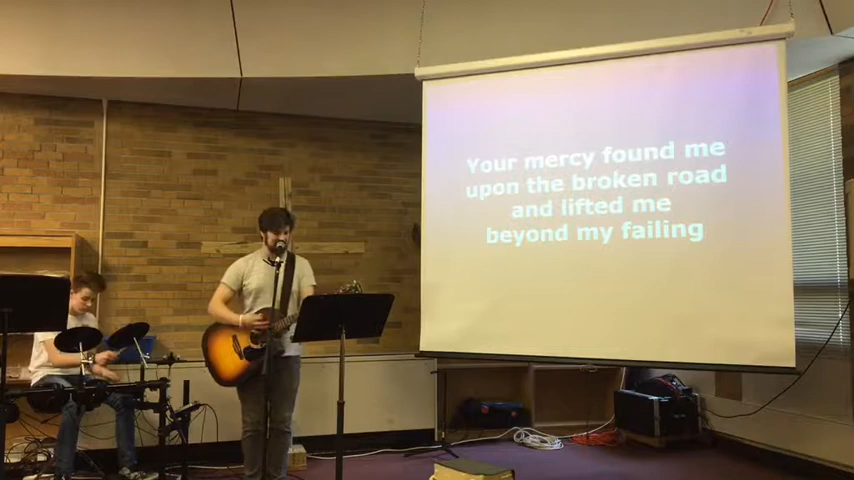 Your mercy found me
upon the broken road
and lifted me
beyond my failing